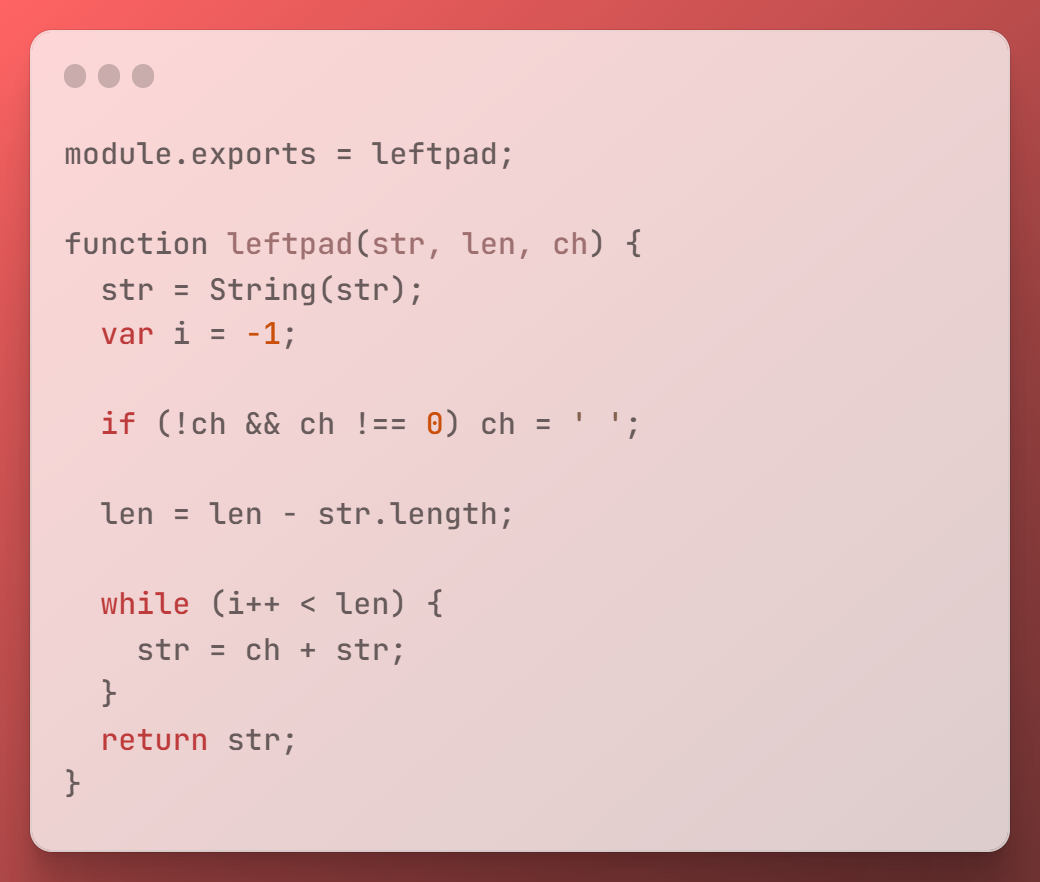 module.exports = leftpad;

function leftpad(str, len, ch) {
  str = String(str);
  var i = -1;

  if (!ch && ch !== 0) ch = ' ';

  len = len - str.length;

  while (i++ < len) {
    str = ch + str;
  }
  return str;
}